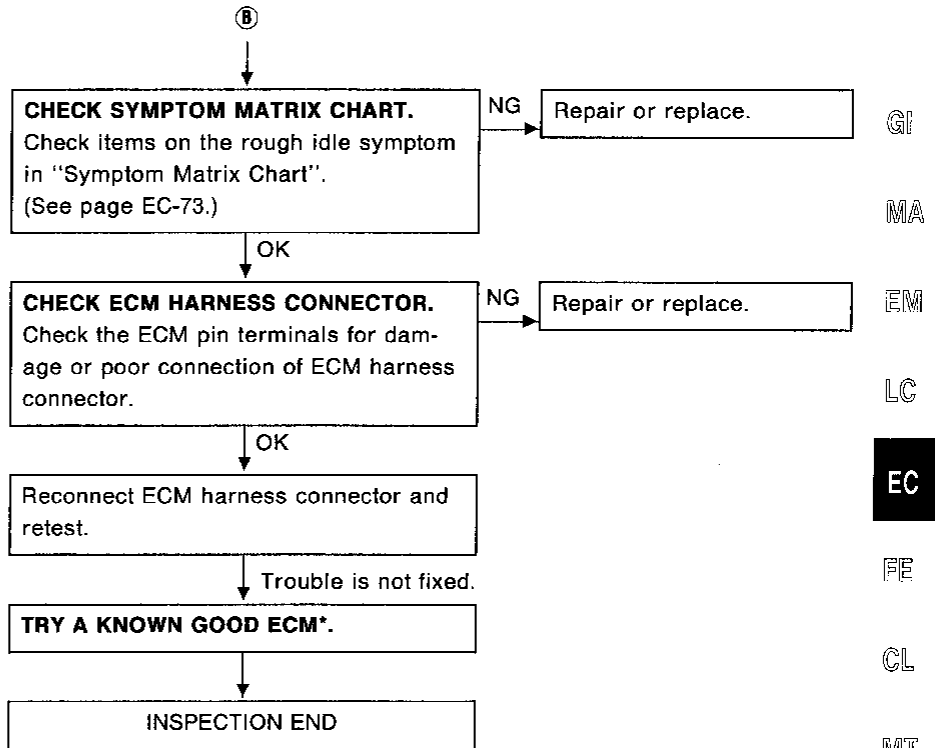 B
CHECK SYMPTOM MATRIX CHART.
Check items on the rough idle symptom
in "Symptom Matrix Chart".
(See page EC-73.)
NG
Repair or replace.
OK
CHECK ECM HARNESS CONNECTOR.
Check the ECM pin terminals for dam-
age or poor connection of ECM harness
connector.
NG
Repair or replace.
OK
Reconnect ECM harness connector and
retest.
Trouble is not fixed.
TRY A KNOWN GOOD ECM*.
INSPECTION END
GI
MA
EM
LC
EC
FE
CL
MT